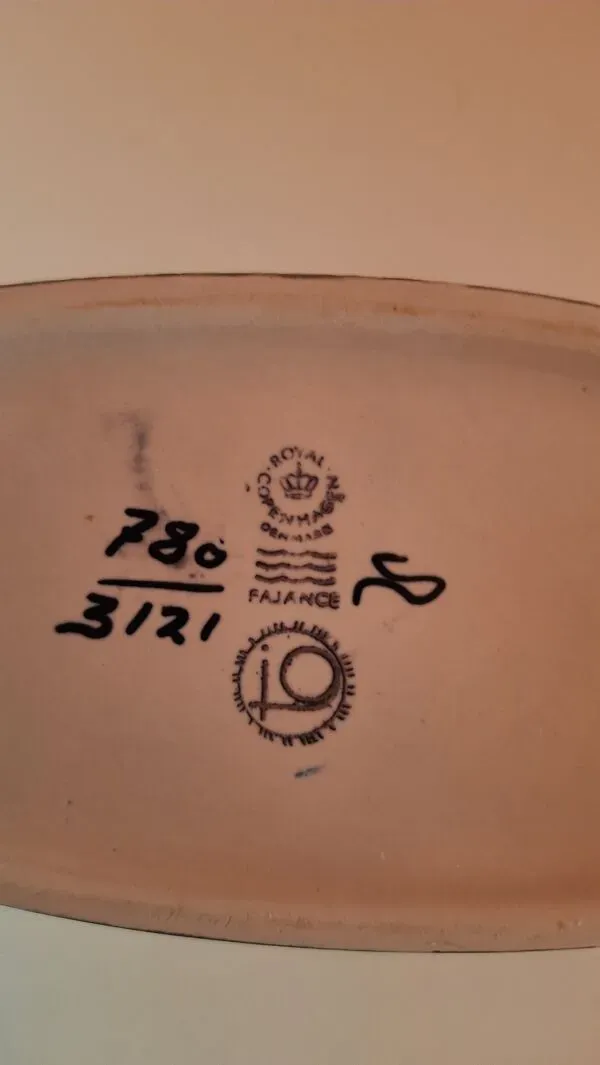 ROYAL
COPENHAGEN
DENMARK
780
3121
FAJANCE